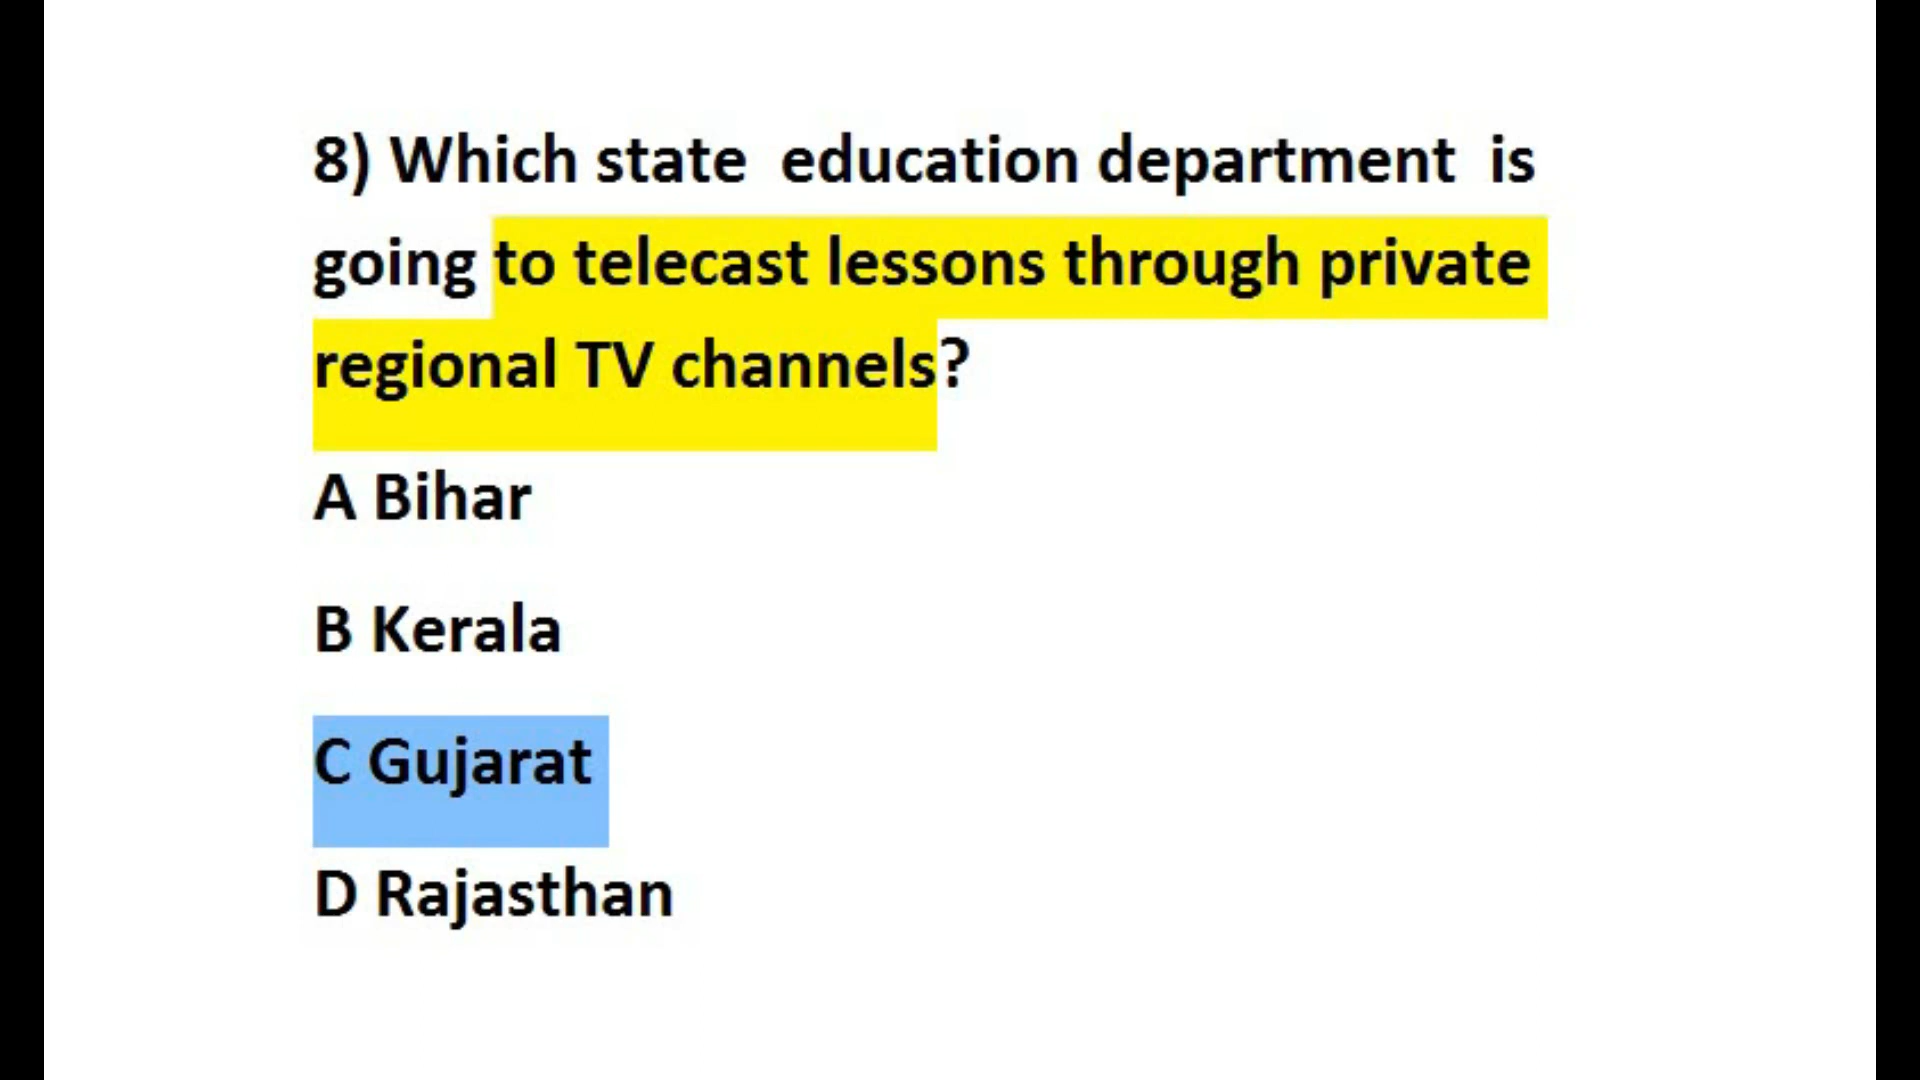 8) Which state  education department  is
going to telecast lessons through private
regional TV channels?
A Bihar
B Kerala
C Gujarat
D Rajasthan